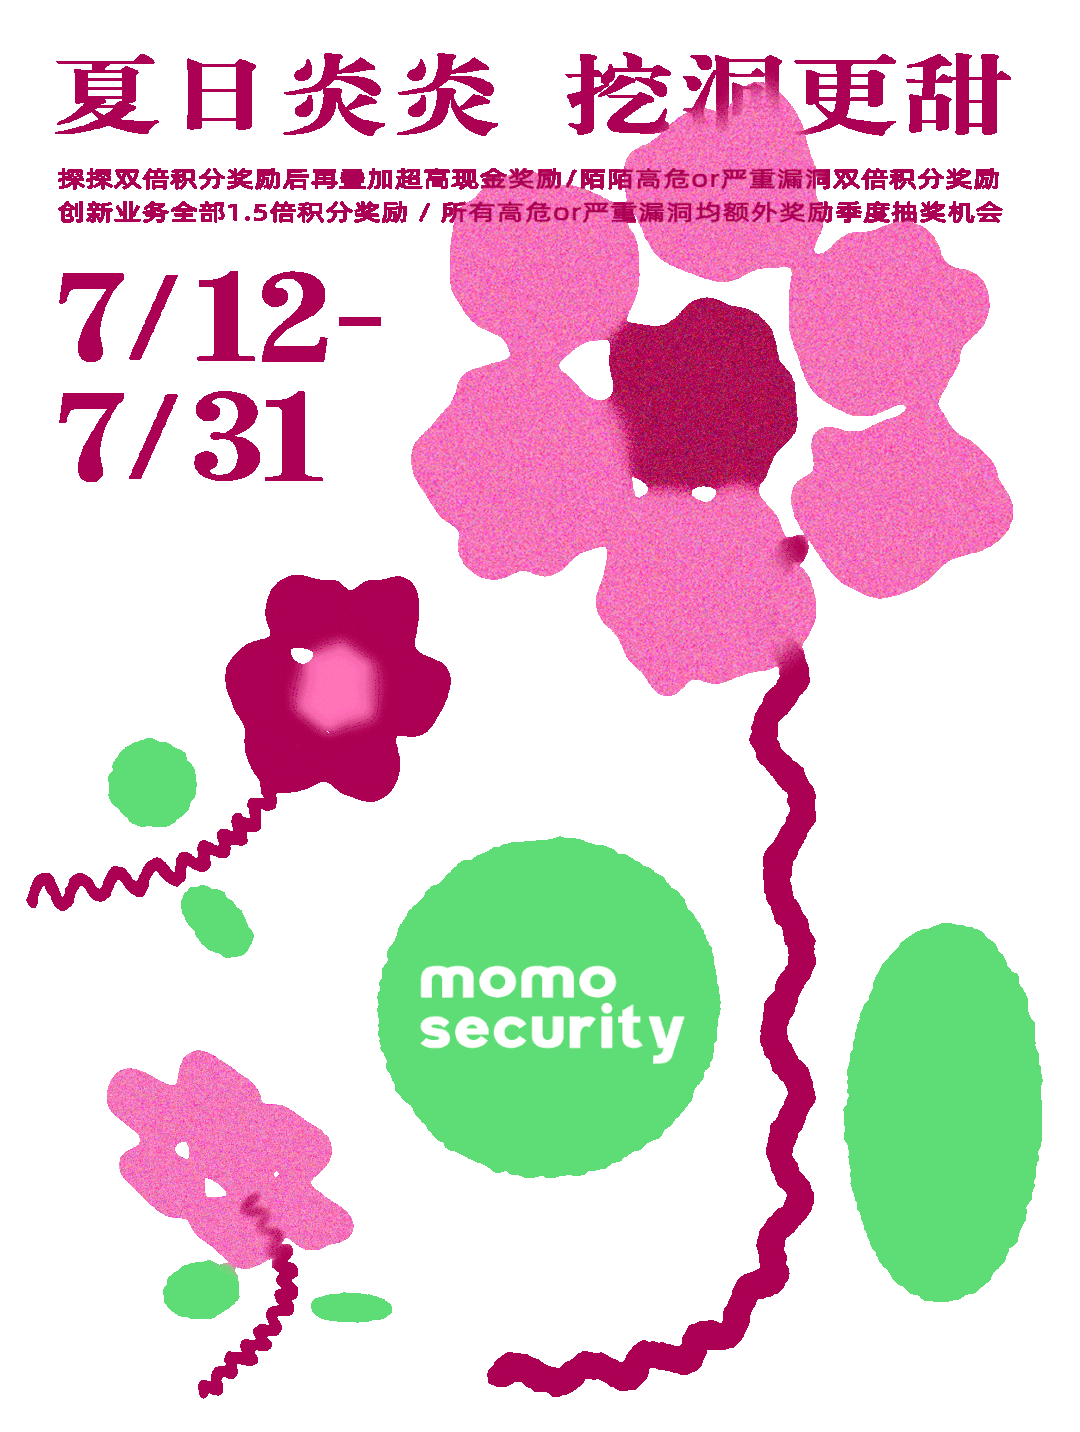 夏日炎炎 挖洞更甜
探探双倍积分奖励后再叠加超高现金奖励/陌陌高危or严重漏洞双倍积分奖励
创新业务全部1.5倍积分奖励 / 所有高危or严重漏洞均额外奖励季度抽奖机会
7/12-
7/31
momo
security